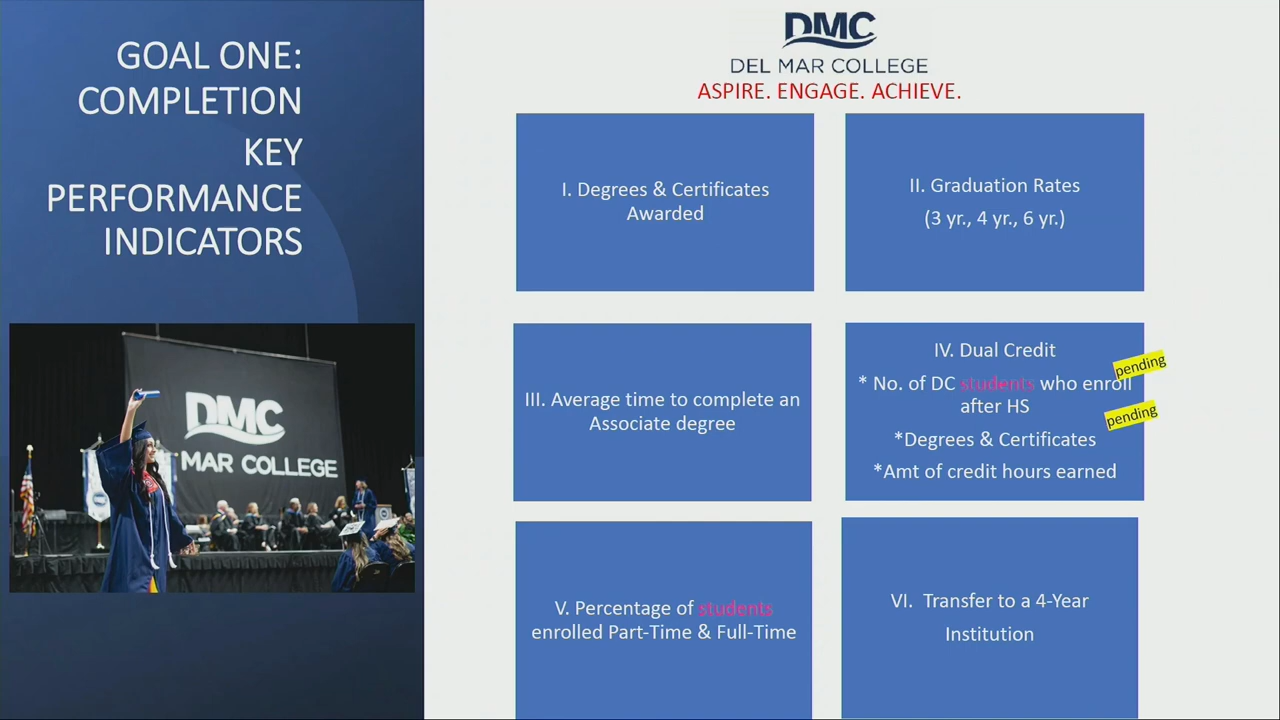 GOAL ONE:
COMPLETION
KEY
PERFORMANCE
INDICATORS
DMC
MAR COLLEGE
DMC
DEL MAR COLLEGE
ASPIRE. ENGAGE. ACHIEVE.
I. Degrees & Certificates
Awarded
II. Graduation Rates
(3 yr., 4 yr., 6 yr.)
III. Average time to complete an
Associate degree
IV. Dual Credit
* No. of DC students who enroll
after HS
*Degrees & Certificates
*Amt of credit hours earned
pending
pending
V. Percentage of students
enrolled Part-Time & Full-Time
VI. Transfer to a 4-Year
Institution